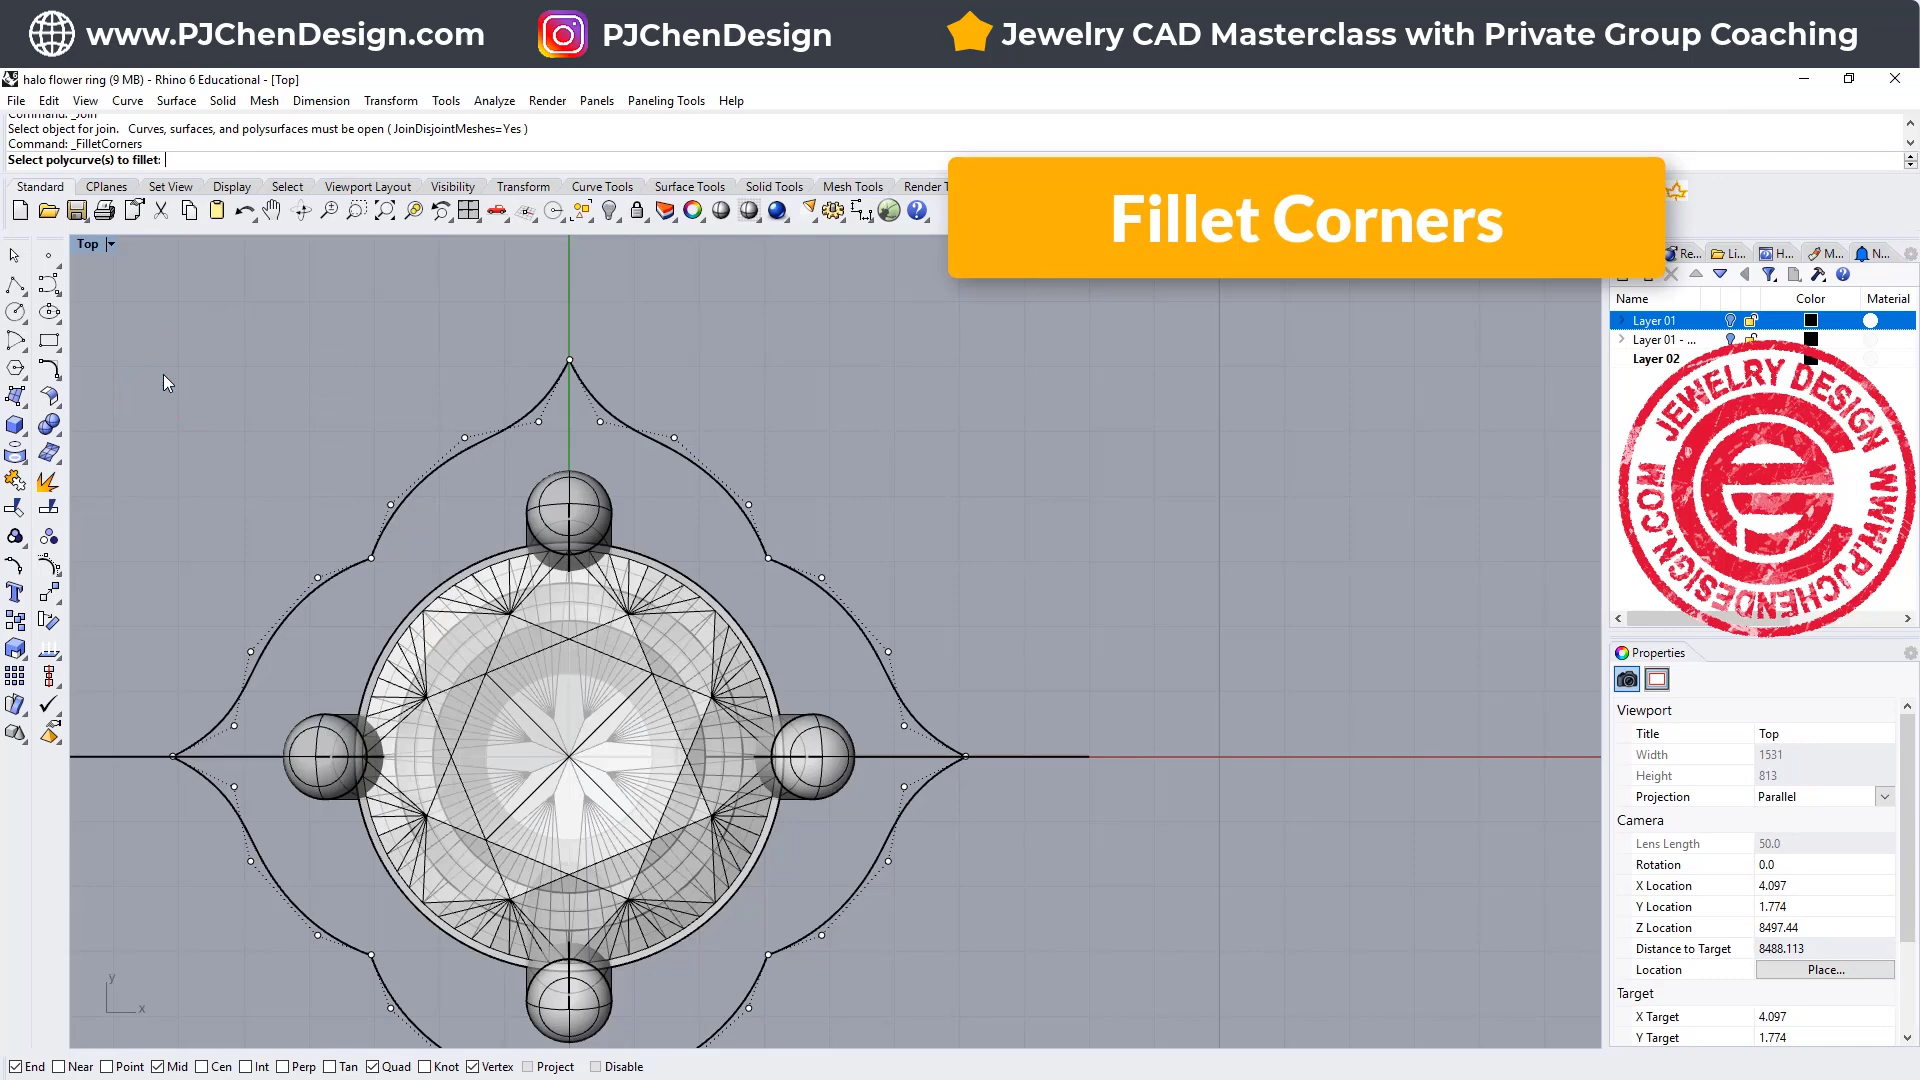 www.PJChenDesign.com
PJChenDesign
Jewelry CAD Masterclass with Private Group Coaching
halo flower ring (9 MB) - Rhino 6 Educational - [Top]
File Edit View Curve Surface Solid Mesh Dimension Transform Tools Analyze Render Panels Paneling Tools Help
Command: _Join
Select object for join. Curves, surfaces, and polysurfaces must be open ( JoinDisjointMeshes=Yes )
Command: _FilletCorners
Select polycurve(s) to fillet:
Standard CPlanes Set View Display Select Viewport Layout Visibility Transform Curve Tools Surface Tools Solid Tools Mesh Tools Render T
Fillet Corners
Top
Re... Li... H... M... N...
Name Color Material
Layer 01
Layer 01 - ...
Layer 02
JEWELRY DESIGN WWW.PJCHENDESIGN.COM
Properties
Viewport
Title Top
Width 1531
Height 813
Projection Parallel
Camera
Lens Length 50.0
Rotation 0.0
X Location 4.097
Y Location 1.774
Z Location 8497.44
Distance to Target 8488.113
Location Place...
Target
X Target 4.097
Y Target 1.774
y
x
End Near Point Mid Cen Int Perp Tan Quad Knot Vertex Project Disable